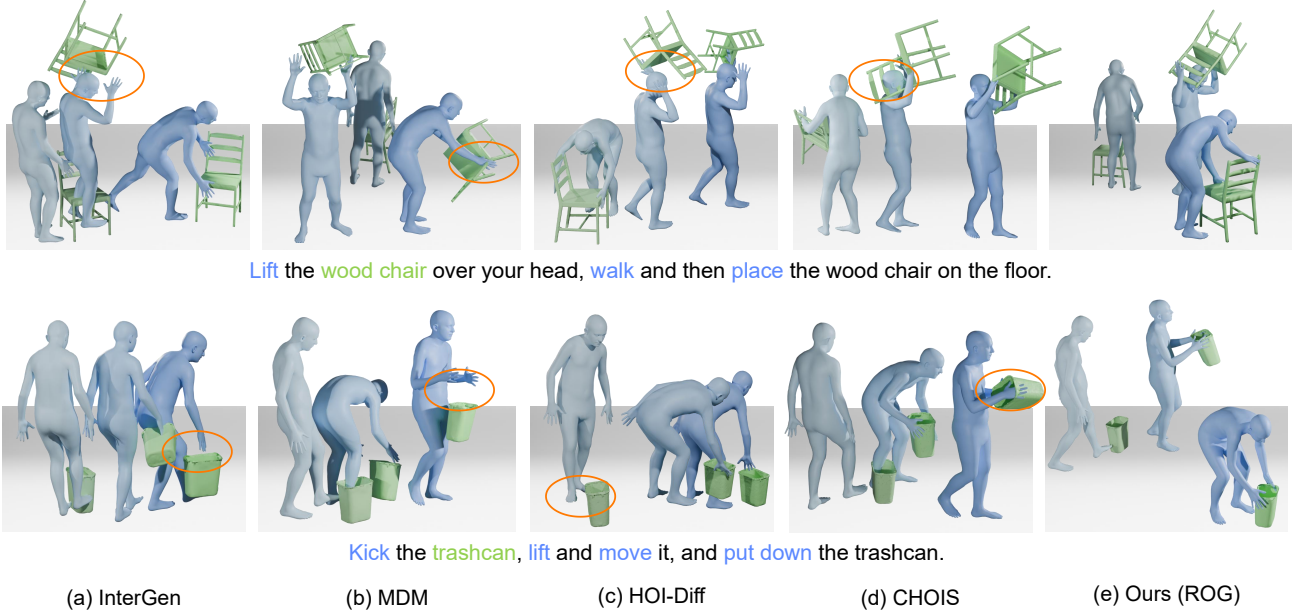 Lift the wood chair over your head, walk and then place the wood chair on the floor.
Kick the trashcan, lift and move it, and put down the trashcan.
(a) InterGen (b) MDM (c) HOI-Diff (d) CHOIS (e) Ours (ROG)